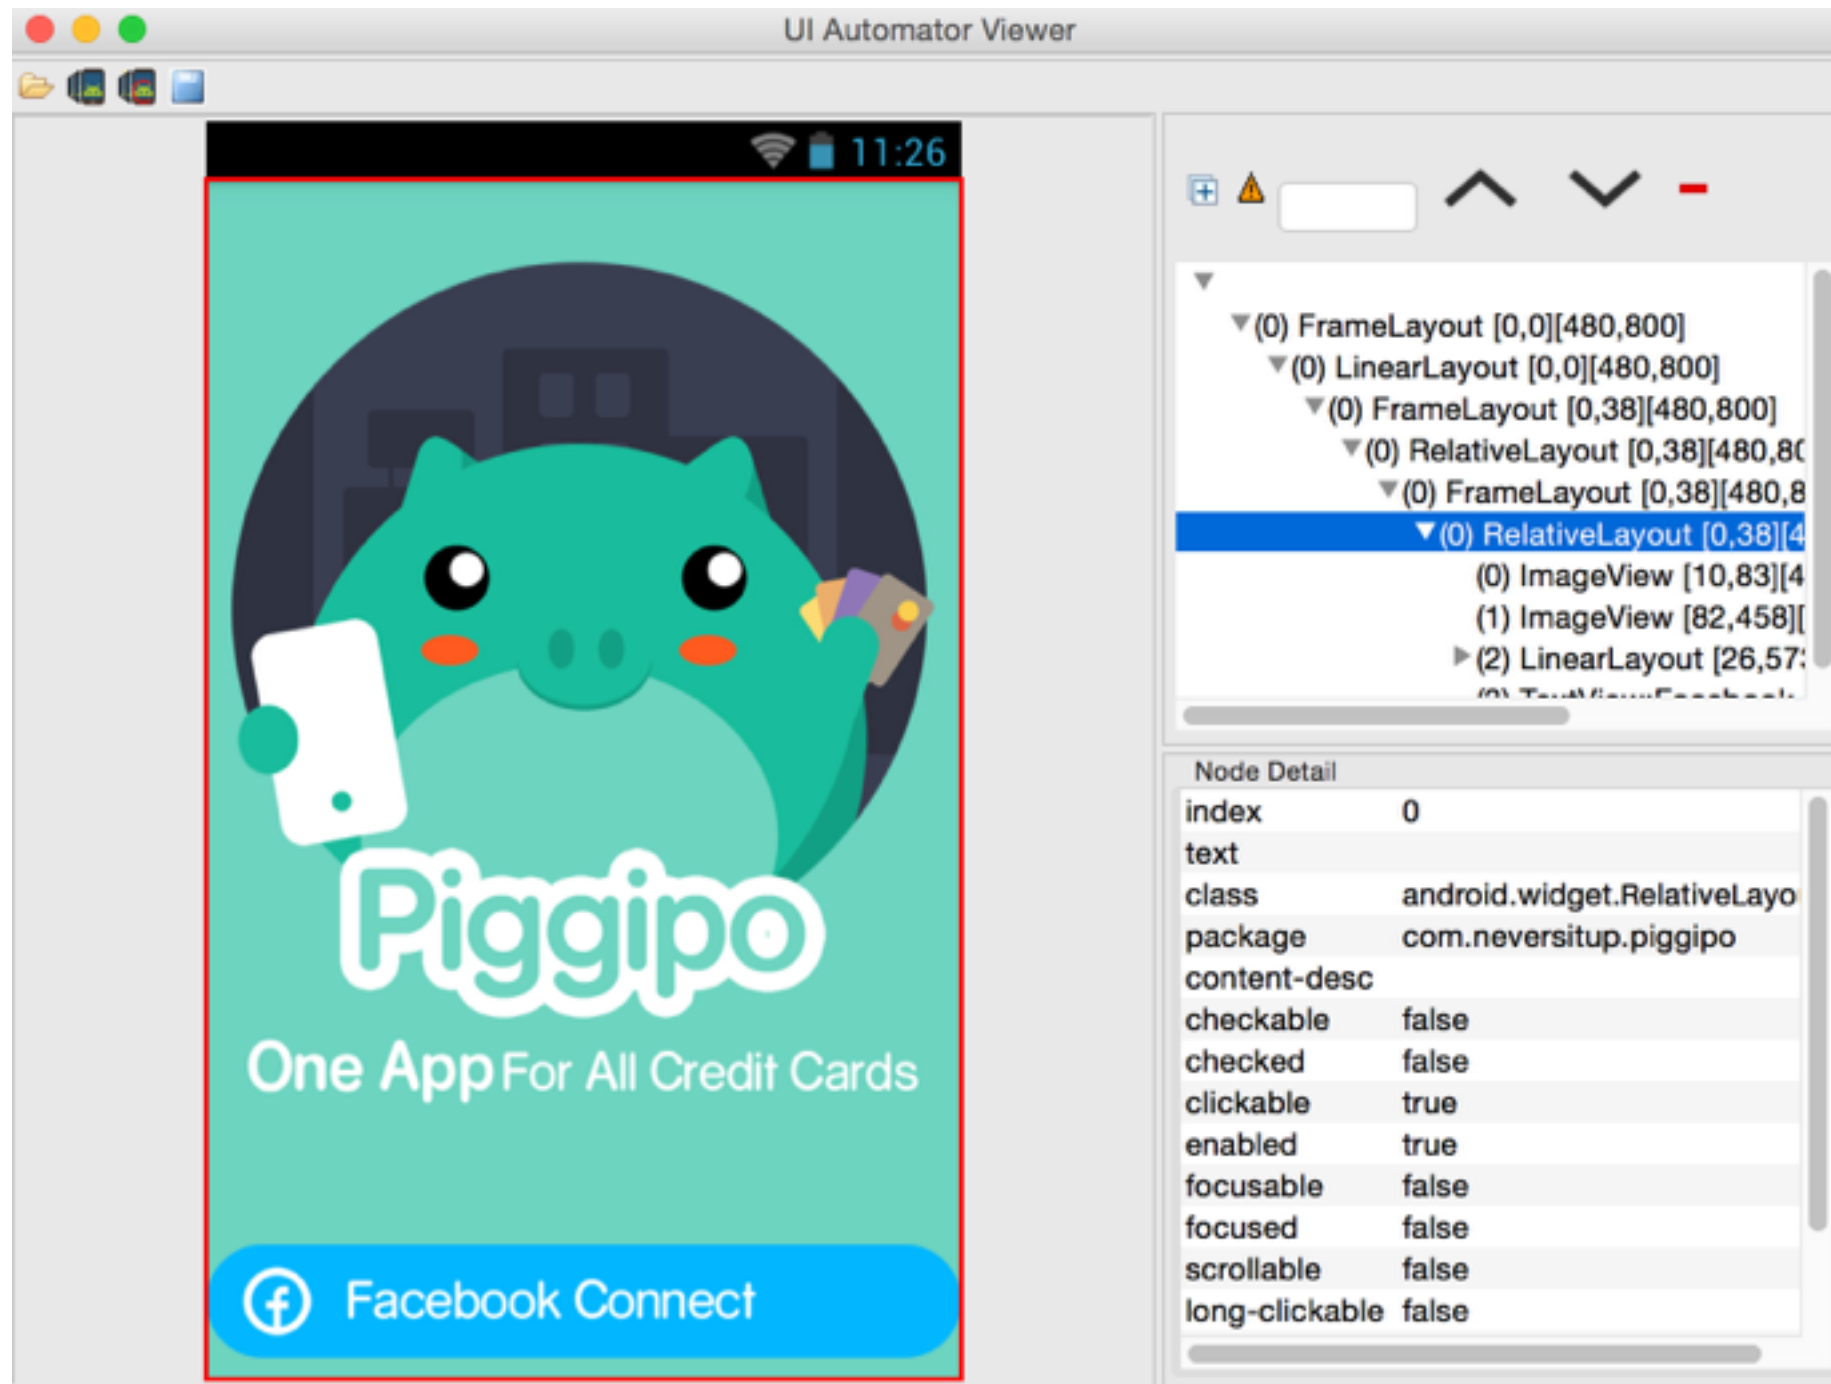 UI Automator Viewer
11:26
Piggipo
One App For All Credit Cards
Facebook Connect
(0) FrameLayout [0,0][480,800]
(0) LinearLayout [0,0][480,800]
(0) FrameLayout [0,38][480,800]
(0) RelativeLayout [0,38][480,80
(0) FrameLayout [0,38][480,8
(0) RelativeLayout [0,38][4
(0) ImageView [10,83][4
(1) ImageView [82,458][
(2) LinearLayout [26,573
Node Detail
index 0
text
class android.widget.RelativeLayo
package com.neversitup.piggipo
content-desc
checkable false
checked false
clickable true
enabled true
focusable false
focused false
scrollable false
long-clickable false